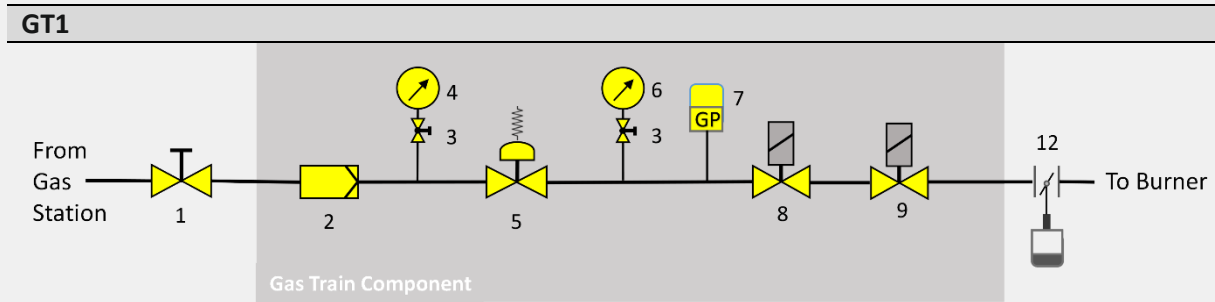 GT1
4
6
7
3
3
GP
12
From
Gas
Station
To Burner
1
2
5
8
9
Gas Train Component